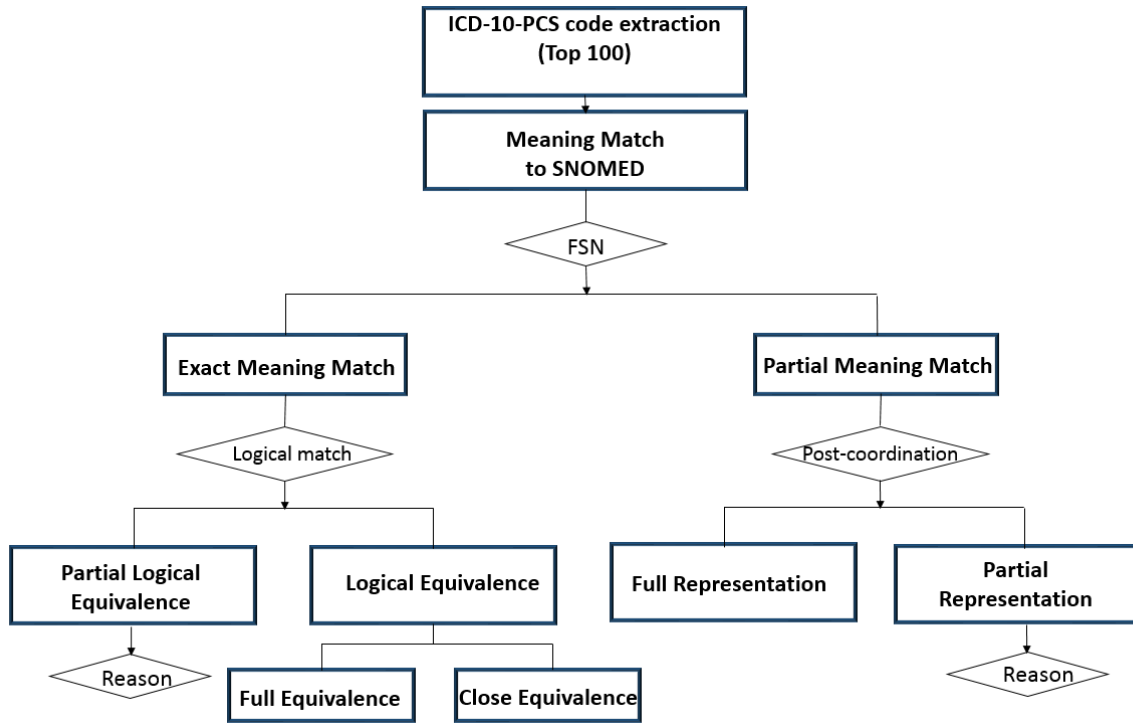 ICD-10-PCS code extraction
(Top 100)
Meaning Match
to SNOMED
FSN
Exact Meaning Match
Partial Meaning Match
Logical match
Post-coordination
Partial Logical
Equivalence
Logical Equivalence
Full Representation
Partial
Representation
Reason
Full Equivalence
Close Equivalence
Reason